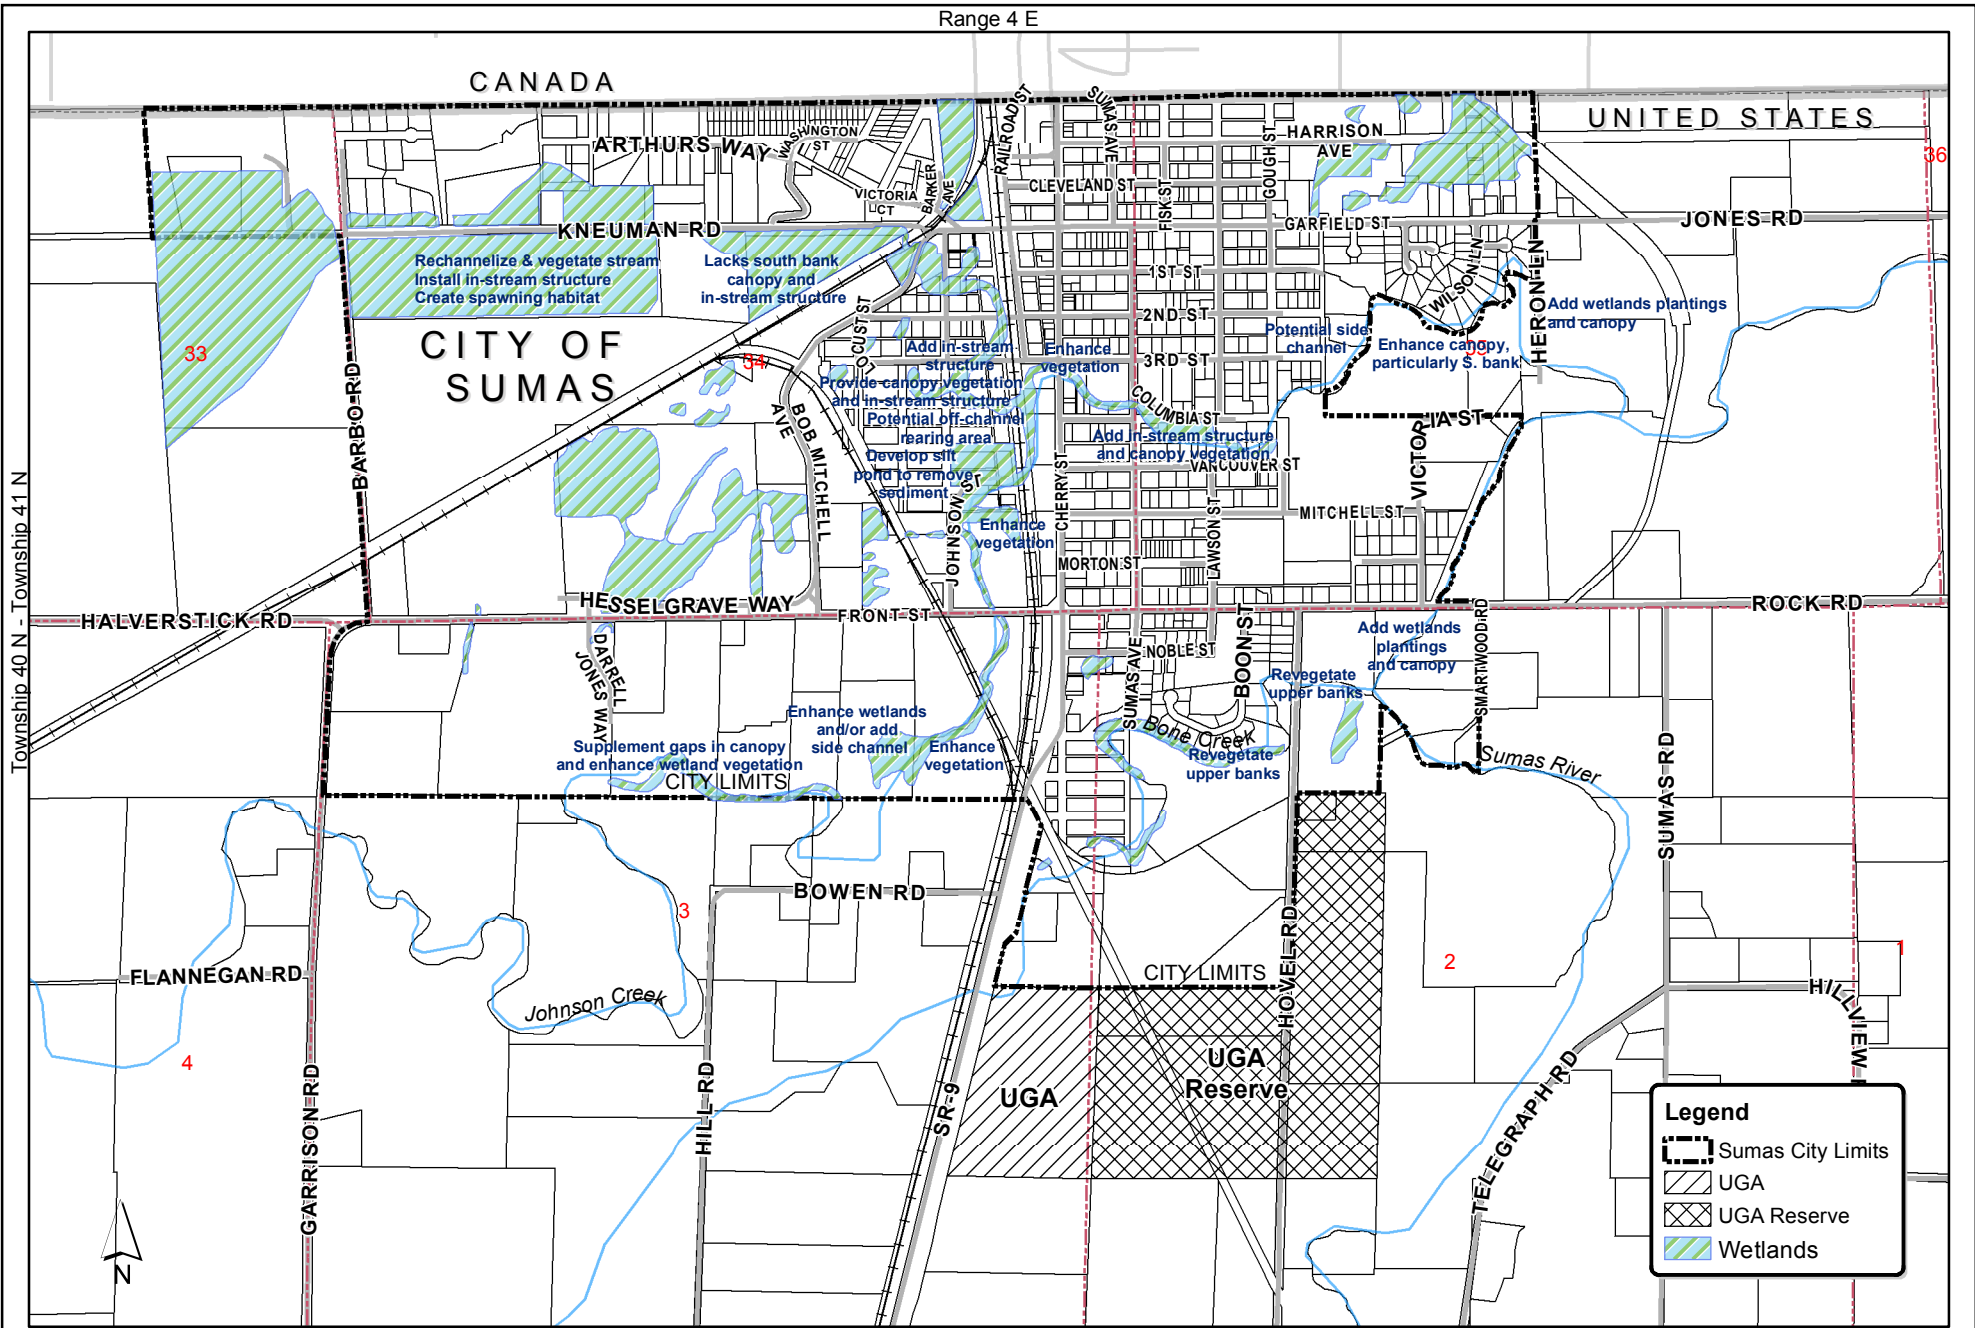 Range 4 E
CANADA
UNITED STATES
36
ARTHURS WAY
WASHINGTON
ST
RAILROAD ST
SUMAS AVE
HARRISON
AVE
GOUGH ST
CLEVELAND ST
FISK ST
VICTORIA
CT
BARKER
AVE
KNEUMAN RD
GARFIELD ST
JONES RD
Rechannelize & vegetate stream
Install in-stream structure
Create spawning habitat
Lacks south bank
canopy and
in-stream structure
1ST ST
WILSON LN
HERON LN
Add wetlands plantings
and canopy
CITY OF
SUMAS
33
34
35
LOCUST ST
2ND ST
3RD ST
Potential side
channel
Enhance canopy,
particularly S. bank
Add in-stream
structure
Provide canopy vegetation
and in-stream structure
Potential off-channel
rearing area
Develop silt
pond to remove
sediment
Enhance
vegetation
COLUMBIA ST
Add in-stream structure
and canopy vegetation
VANCOUVER ST
VICTORIA ST
BARBO RD
BOB MITCHELL
AVE
JOHNSON ST
CHERRY ST
LAWSON ST
MITCHELL ST
Enhance
vegetation
MORTON ST
Township 40 N - Township 41 N
HALVERSTICK RD
HESSELGRAVE WAY
FRONT ST
ROCK RD
DARRELL
JONES WAY
SUMAS AVE
NOBLE ST
BOON ST
SMARTWOOD RD
Add wetlands
plantings
and canopy
Revegetate
upper banks
Enhance wetlands
and/or add
side channel
Enhance
vegetation
Supplement gaps in canopy
and enhance wetland vegetation
CITY LIMITS
Bone Creek
Revegetate
upper banks
Sumas River
SUMAS RD
BOWEN RD
3
2
1
4
FLANNEGAN RD
Johnson Creek
CITY LIMITS
HOVEL RD
HILLVIEW
GARRISON RD
HILL RD
SR-9
UGA
UGA
Reserve
TELEGRAPH RD
N
Legend
Sumas City Limits
UGA
UGA Reserve
Wetlands